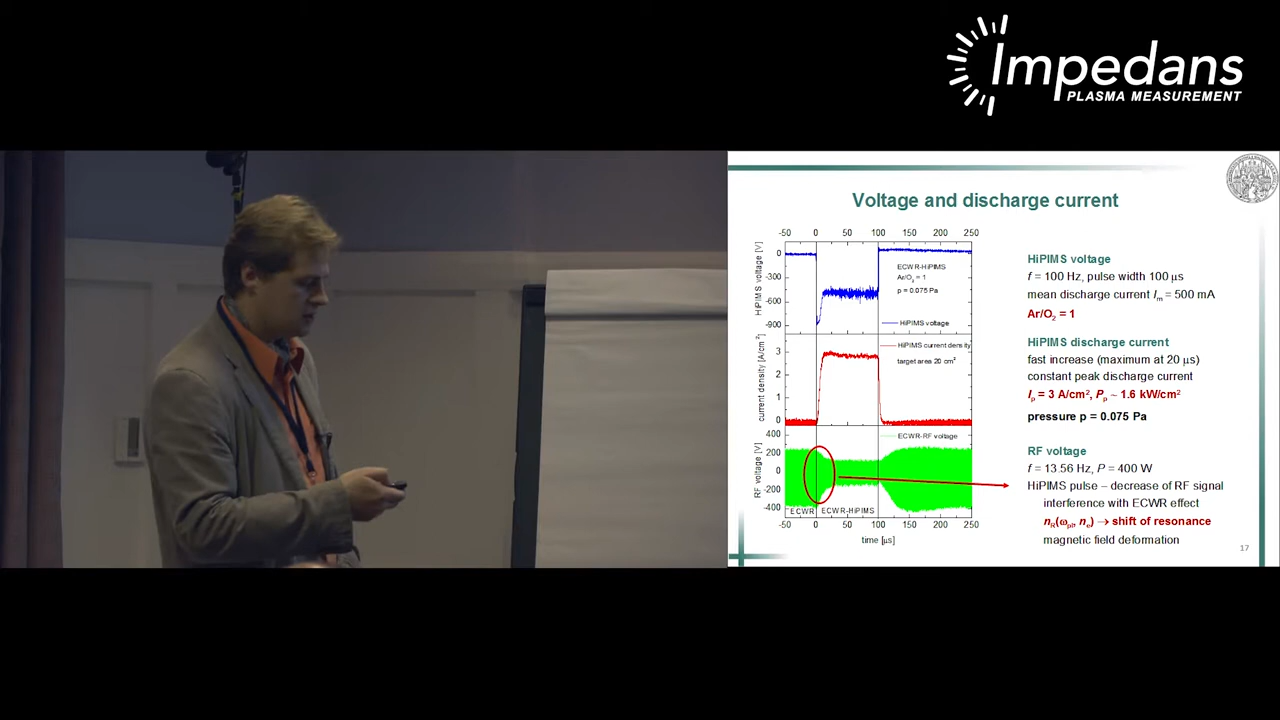 Impedans
PLASMA MEASUREMENT
Voltage and discharge current
-50 0 50 100 150 200 250
HiPIMS voltage [V]
0
-300
-600
-900
ECWR-HiPIMS
Ar/O2 = 1
p = 0.075 Pa
HiPIMS voltage
current density [A/cm2]
3
2
1
0
HiPIMS current density
target area 20 cm2
RF voltage [V]
400
200
0
-200
-400
ECWR-RF voltage
ECWR ECWR-HiPIMS
-50 0 50 100 150 200 250
time [µs]
HiPIMS voltage
f = 100 Hz, pulse width 100 µs
mean discharge current Im = 500 mA
Ar/O2 = 1
HiPIMS discharge current
fast increase (maximum at 20 µs)
constant peak discharge current
Ip = 3 A/cm2, Pp ~ 1.6 kW/cm2
pressure p = 0.075 Pa
RF voltage
f = 13.56 Hz, P = 400 W
HiPIMS pulse – decrease of RF signal
interference with ECWR effect
nR(ωpl, ne) → shift of resonance
magnetic field deformation
17